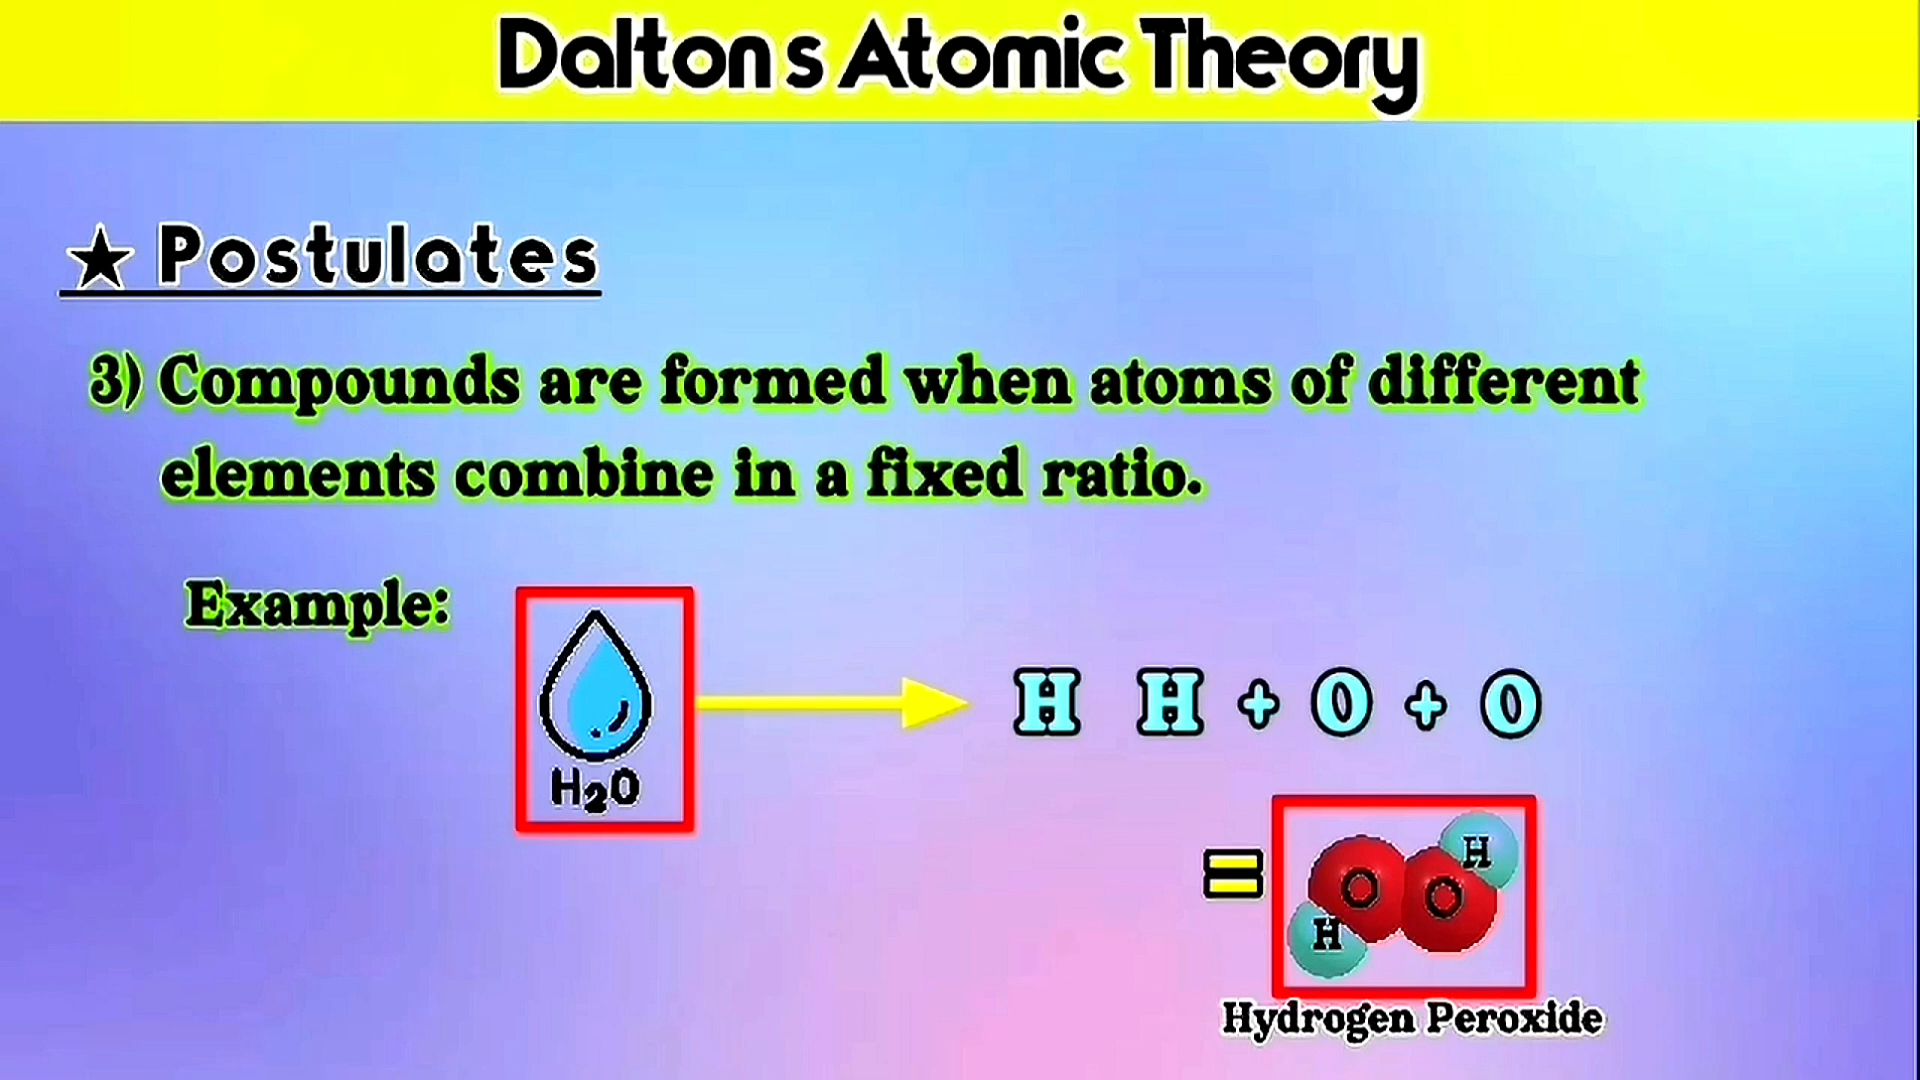 Dalton s Atomic Theory
★ Postulates
3) Compounds are formed when atoms of different
elements combine in a fixed ratio.
Example:
H H + O + O
H₂O
=
H
O O
H
Hydrogen Peroxide